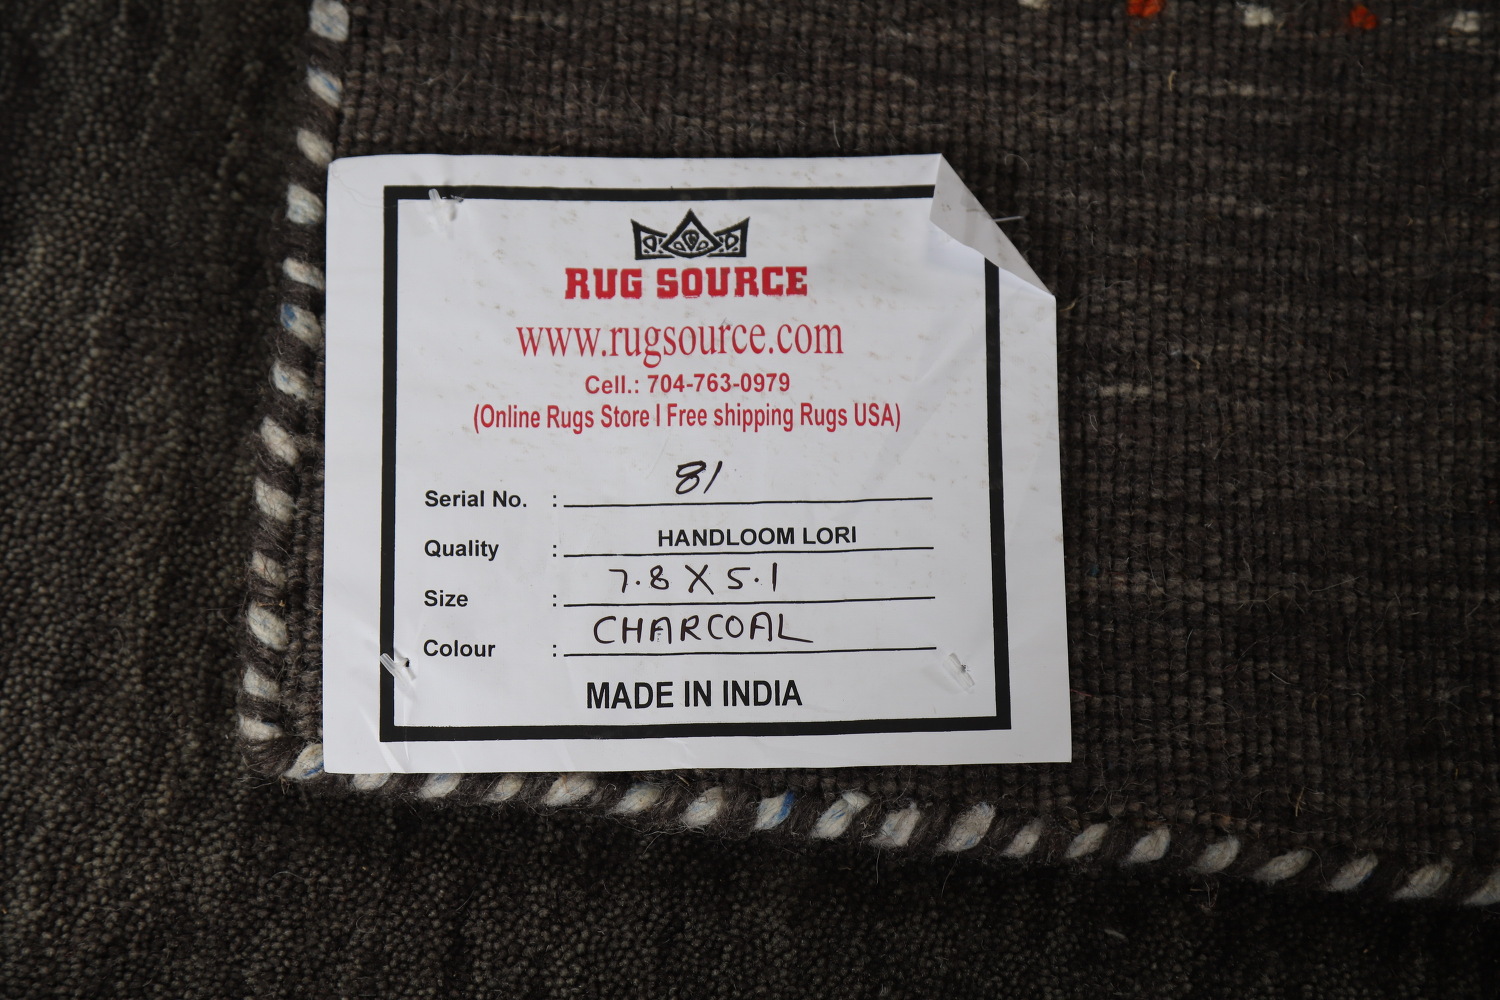 RUG SOURCE
www.rugsource.com
Cell.: 704-763-0979
(Online Rugs Store I Free shipping Rugs USA)
Serial No. : 81
Quality : HANDLOOM LORI
Size : 7.8 X 5.1
Colour : CHARCOAL
MADE IN INDIA